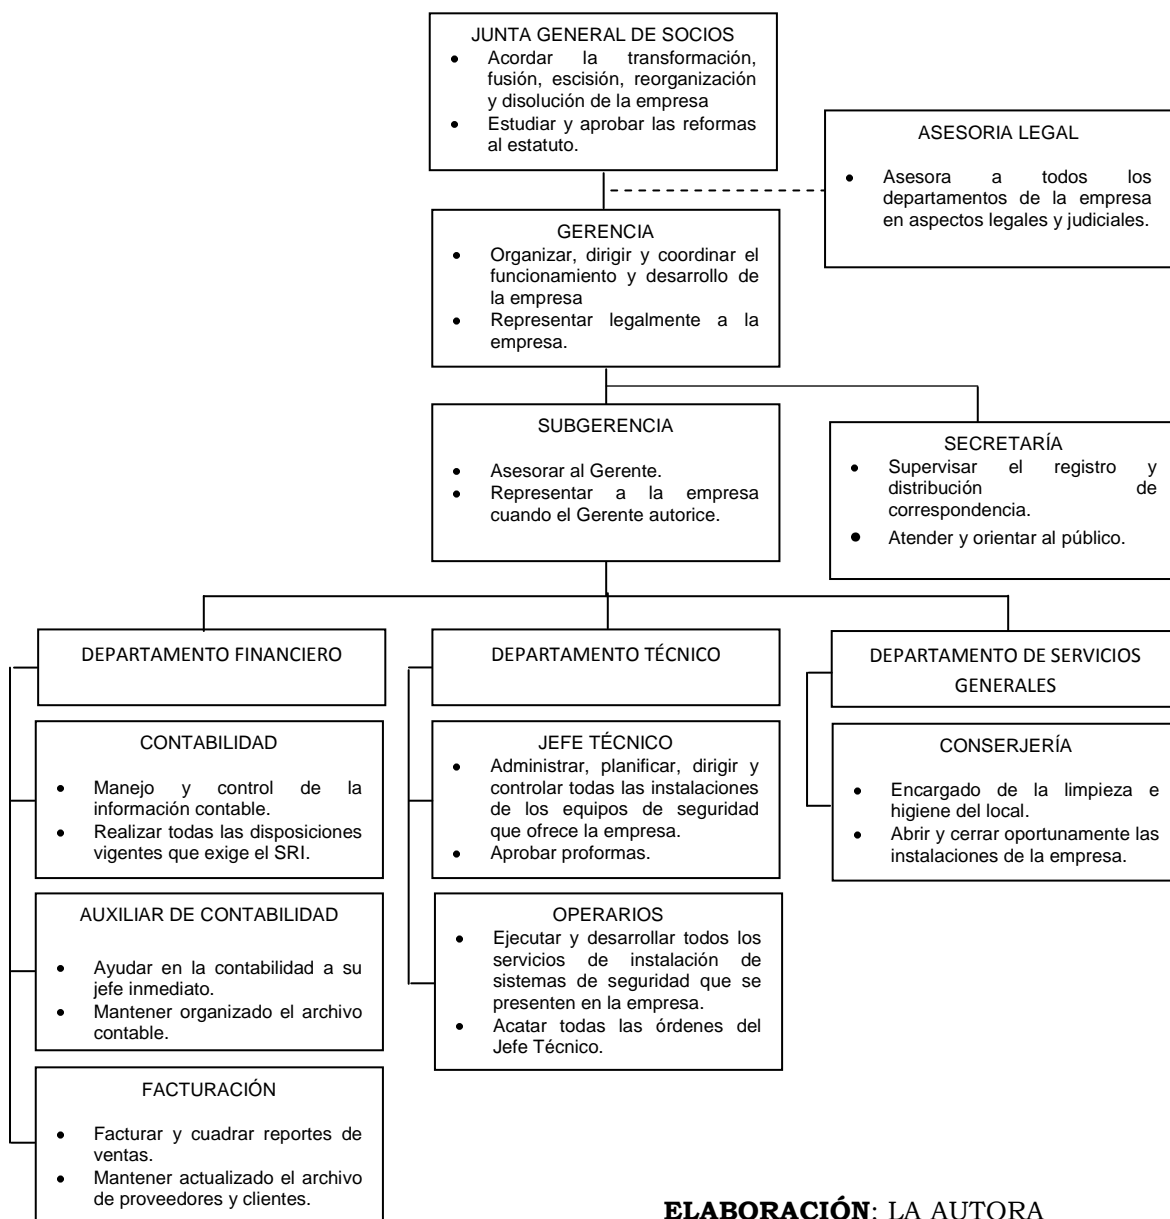 JUNTA GENERAL DE SOCIOS
• Acordar la transformación,
fusión, escisión, reorganización
y disolución de la empresa
• Estudiar y aprobar las reformas
al estatuto.
ASESORIA LEGAL
• Asesora a todos los
departamentos de la empresa
en aspectos legales y judiciales.
GERENCIA
• Organizar, dirigir y coordinar el
funcionamiento y desarrollo de
la empresa
• Representar legalmente a la
empresa.
SUBGERENCIA
• Asesorar al Gerente.
• Representar a la empresa
cuando el Gerente autorice.
SECRETARÍA
• Supervisar el registro y
distribución de
correspondencia.
• Atender y orientar al público.
DEPARTAMENTO FINANCIERO
CONTABILIDAD
• Manejo y control de la
información contable.
• Realizar todas las disposiciones
vigentes que exige el SRI.
AUXILIAR DE CONTABILIDAD
• Ayudar en la contabilidad a su
jefe inmediato.
• Mantener organizado el archivo
contable.
FACTURACIÓN
• Facturar y cuadrar reportes de
ventas.
• Mantener actualizado el archivo
de proveedores y clientes.
DEPARTAMENTO TÉCNICO
JEFE TÉCNICO
• Administrar, planificar, dirigir y
controlar todas las instalaciones
de los equipos de seguridad
que ofrece la empresa.
• Aprobar proformas.
OPERARIOS
• Ejecutar y desarrollar todos los
servicios de instalación de
sistemas de seguridad que se
presenten en la empresa.
• Acatar todas las órdenes del
Jefe Técnico.
DEPARTAMENTO DE SERVICIOS
GENERALES
CONSERJERÍA
• Encargado de la limpieza e
higiene del local.
• Abrir y cerrar oportunamente las
instalaciones de la empresa.
ELABORACIÓN: LA AUTORA